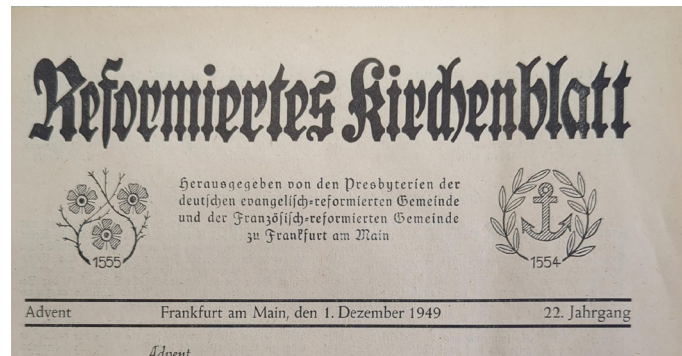 Reformiertes Kirchenblatt
Herausgegeben von den Presbyterien der
deutschen evangelisch-reformierten Gemeinde
und der Französisch-reformierten Gemeinde
zu Frankfurt am Main
1555
1554
Advent Frankfurt am Main, den 1. Dezember 1949 22. Jahrgang
Advent